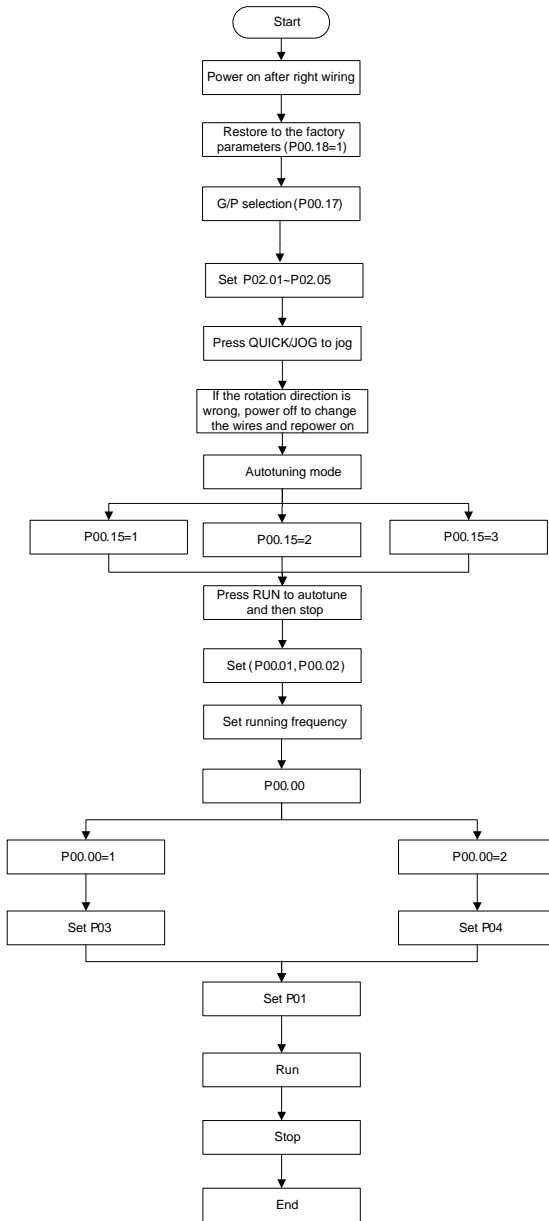 Start
Power on after right wiring
Restore to the factory
parameters (P00.18=1)
G/P selection (P00.17)
Set P02.01~P02.05
Press QUICK/JOG to jog
If the rotation direction is
wrong, power off to change
the wires and repower on
Autotuning mode
P00.15=1
P00.15=2
P00.15=3
Press RUN to autotune
and then stop
Set (P00.01, P00.02)
Set running frequency
P00.00
P00.00=1
P00.00=2
Set P03
Set P04
Set P01
Run
Stop
End